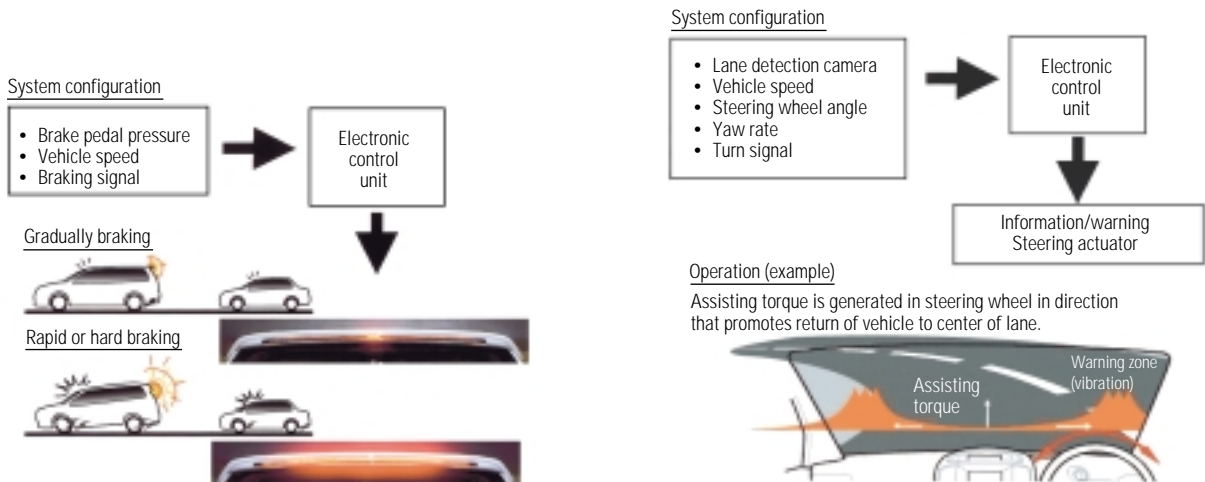 System configuration
• Brake pedal pressure
• Vehicle speed
• Braking signal
Electronic
control
unit
Gradually braking
Rapid or hard braking
System configuration
• Lane detection camera
• Vehicle speed
• Steering wheel angle
• Yaw rate
• Turn signal
Electronic
control
unit
Information/warning
Steering actuator
Operation (example)
Assisting torque is generated in steering wheel in direction
that promotes return of vehicle to center of lane.
Warning zone
(vibration)
Assisting
torque